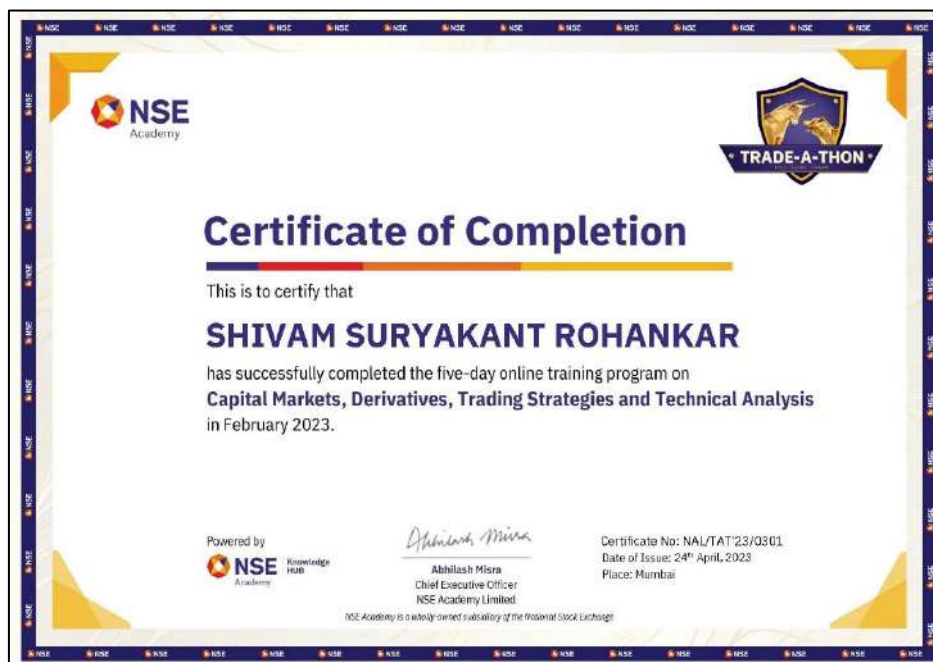 NSE
Academy
TRADE-A-THON
Certificate of Completion
This is to certify that
SHIVAM SURYAKANT ROHANKAR
has successfully completed the five-day online training program on
Capital Markets, Derivatives, Trading Strategies and Technical Analysis
in February 2023.
Powered by
NSE Knowledge HUB
Academy
Abhilash Misra
Abhilash Misra
Chief Executive Officer
NSE Academy Limited
Certificate No: NAL/TAT'23/0301
Date of Issue: 24th April, 2023
Place: Mumbai
NSE Academy is a wholly-owned subsidiary of the National Stock Exchange